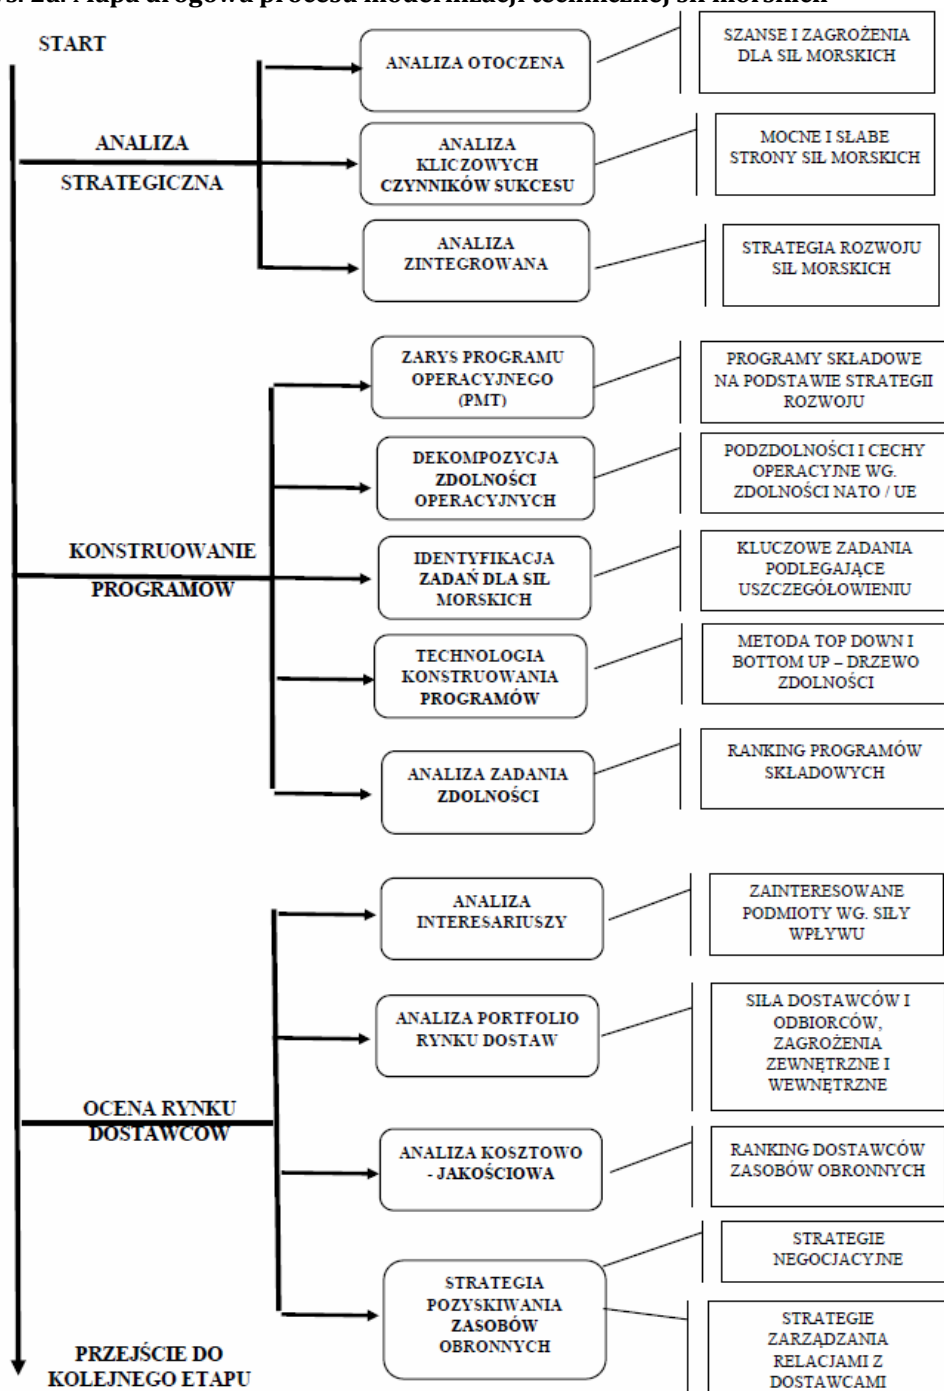 START
ANALIZA
STRATEGICZNA
ANALIZA OTOCZENA
SZANSE I ZAGROŻENIA
DLA SIŁ MORSKICH
ANALIZA
KLICZOWYCH
CZYNNIKÓW SUKCESU
MOCNE I SŁABE
STRONY SIŁ MORSKICH
ANALIZA
ZINTEGROWANA
STRATEGIA ROZWOJU
SIŁ MORSKICH
KONSTRUOWANIE
PROGRAMÓW
ZARYS PROGRAMU
OPERACYJNEGO
(PMT)
PROGRAMY SKŁADOWE
NA PODSTAWIE STRATEGII
ROZWOJU
DEKOMPOZYCJA
ZDOLNOŚCI
OPERACYJNYCH
PODZDOLNOŚCI I CECHY
OPERACYJNE WG.
ZDOLNOŚCI NATO / UE
IDENTYFIKACJA
ZADAŃ DLA SIŁ
MORSKICH
KLUCZOWE ZADANIA
PODLEGAJĄCE
USZCZEGÓŁOWIENIU
TECHNOLOGIA
KONSTRUOWANIA
PROGRAMÓW
METODA TOP DOWN I
BOTTOM UP – DRZEWO
ZDOLNOŚCI
ANALIZA ZADANIA
ZDOLNOŚCI
RANKING PROGRAMÓW
SKŁADOWYCH
OCENA RYNKU
DOSTAWCÓW
ANALIZA
INTERESARIUSZY
ZAINTERESOWANE
PODMIOTY WG. SIŁY
WPŁYWU
ANALIZA PORTFOLIO
RYNKU DOSTAW
SIŁA DOSTAWCÓW I
ODBIORCÓW,
ZAGROŻENIA
ZEWNĘTRZNE I
WEWNĘTRZNE
ANALIZA KOSZTOWO
- JAKOŚCIOWA
RANKING DOSTAWCÓW
ZASOBÓW OBRONNYCH
STRATEGIA
POZYSKIWANIA
ZASOBÓW
OBRONNYCH
STRATEGIE
NEGOCJACYJNE
STRATEGIE
ZARZĄDZANIA
RELACJAMI Z
DOSTAWCAMI
PRZEJŚCIE DO
KOLEJNEGO ETAPU